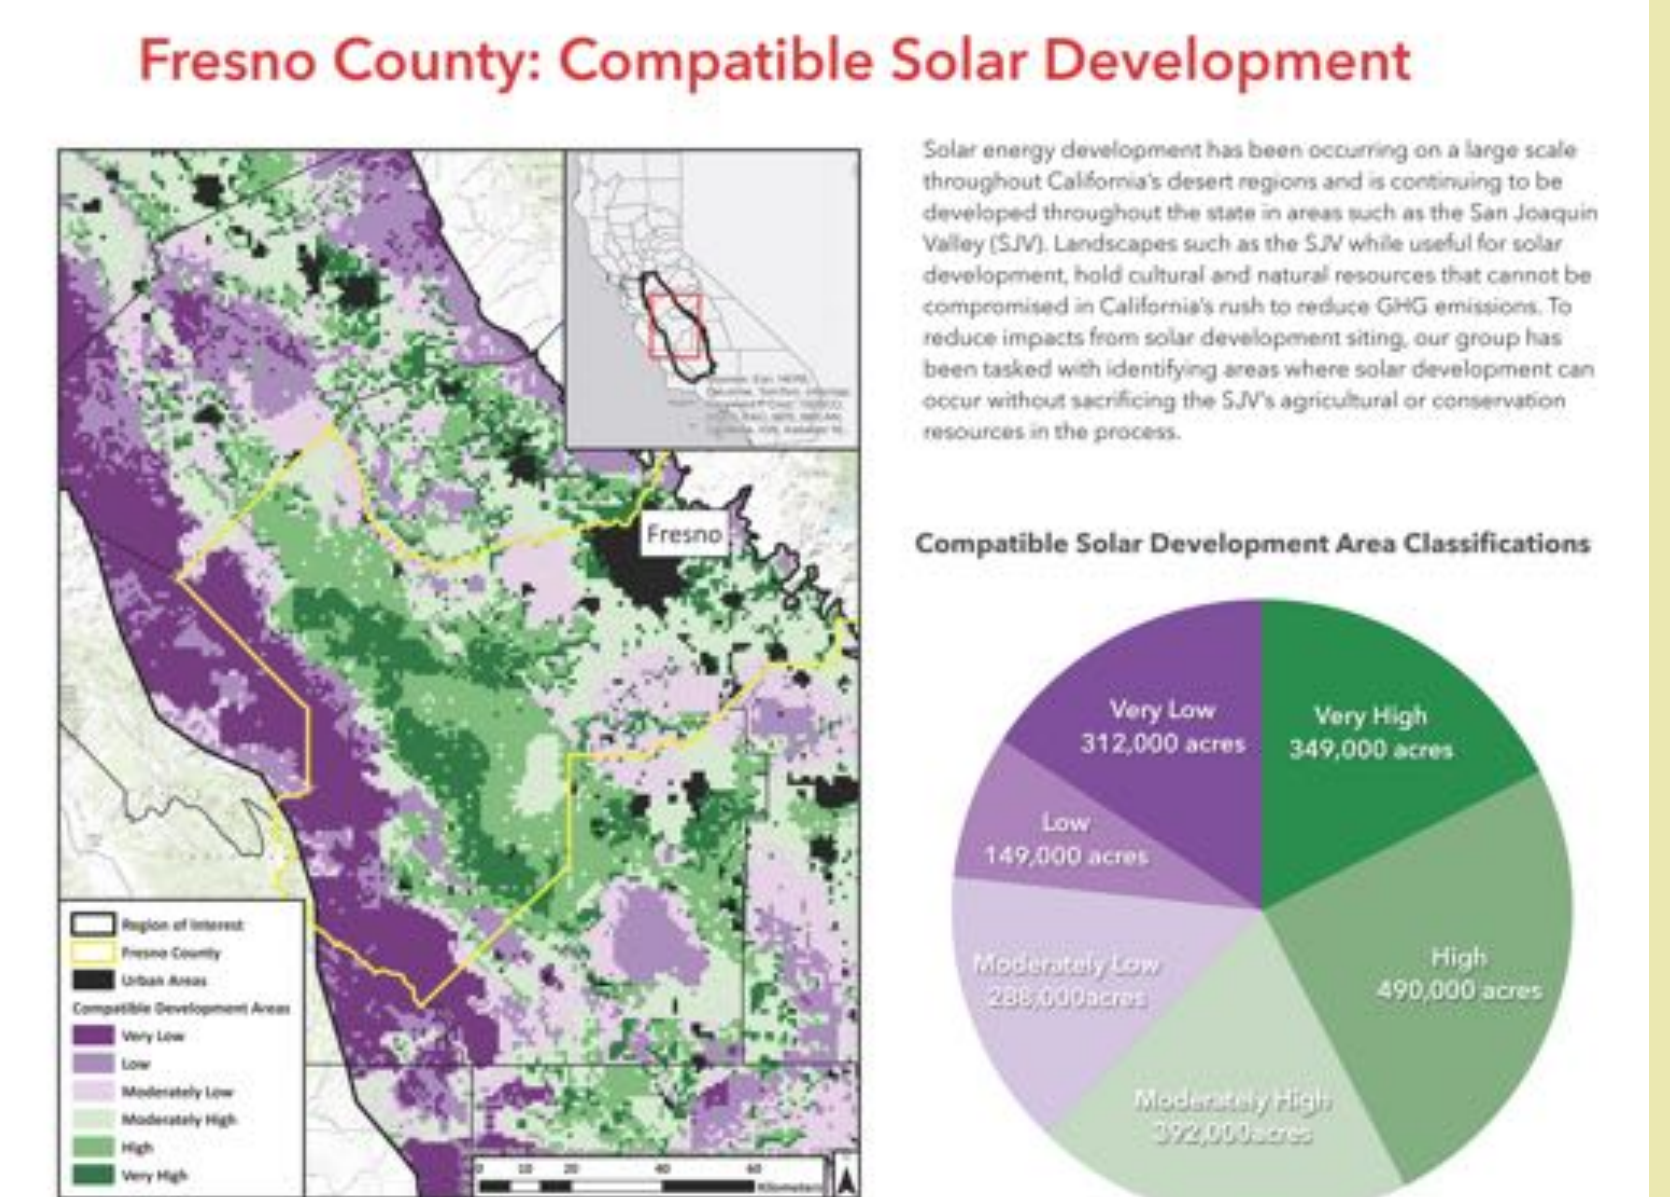 Fresno County: Compatible Solar Development
Solar energy development has been occurring on a large scale
throughout California's desert regions and is continuing to be
developed throughout the state in areas such as the San Joaquin
Valley (SJV). Landscapes such as the SJV while useful for solar
development, hold cultural and natural resources that cannot be
compromised in California's rush to reduce GHG emissions. To
reduce impacts from solar development siting, our group has
been tasked with identifying areas where solar development can
occur without sacrificing the SJV's agricultural or conservation
resources in the process.
Fresno
Region of Interest
Fresno County
Urban Areas
Compatible Development Areas
Very Low
Low
Moderately Low
Moderately High
High
Very High
0 10 20 40 60
Kilometers
Compatible Solar Development Area Classifications
Very Low
312,000 acres
Very High
349,000 acres
Low
149,000 acres
Moderately Low
288,000acres
High
490,000 acres
Moderately High
392,000acres